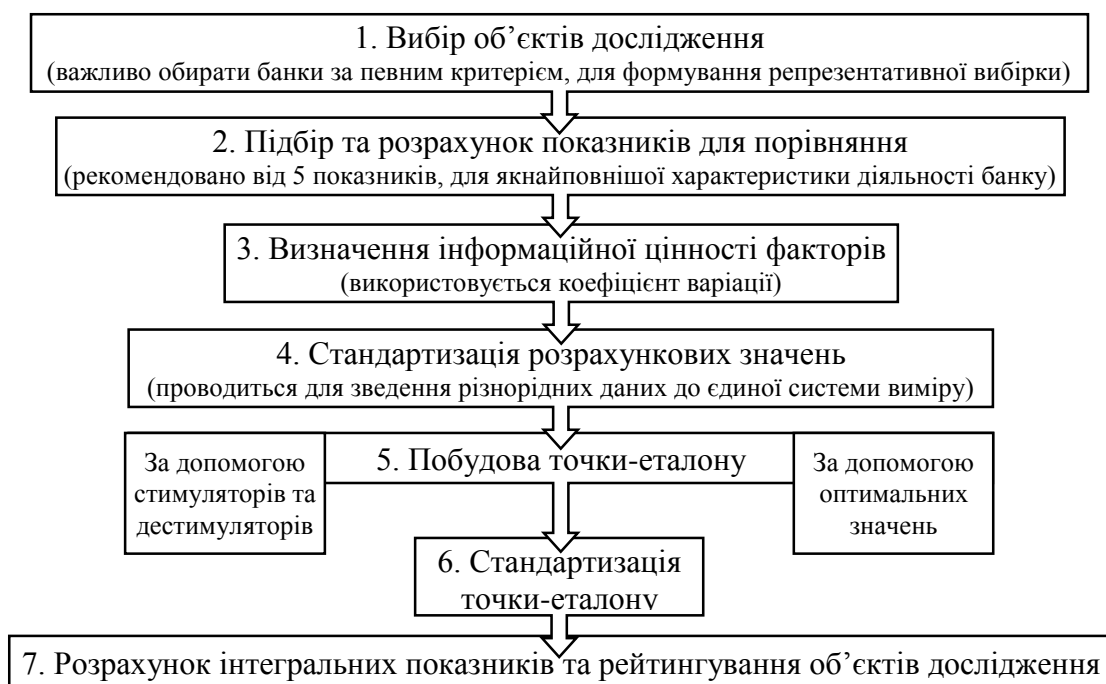 1. Вибір об’єктів дослідження
(важливо обирати банки за певним критерієм, для формування репрезентативної вибірки)
2. Підбір та розрахунок показників для порівняння
(рекомендовано від 5 показників, для якнайповнішої характеристики діяльності банку)
3. Визначення інформаційної цінності факторів
(використовується коефіцієнт варіації)
4. Стандартизація розрахункових значень
(проводиться для зведення різнорідних даних до єдиної системи виміру)
За допомогою
стимуляторів та
дестимуляторів
5. Побудова точки-еталону
За допомогою
оптимальних
значень
6. Стандартизація
точки-еталону
7. Розрахунок інтегральних показників та рейтингування об’єктів дослідження